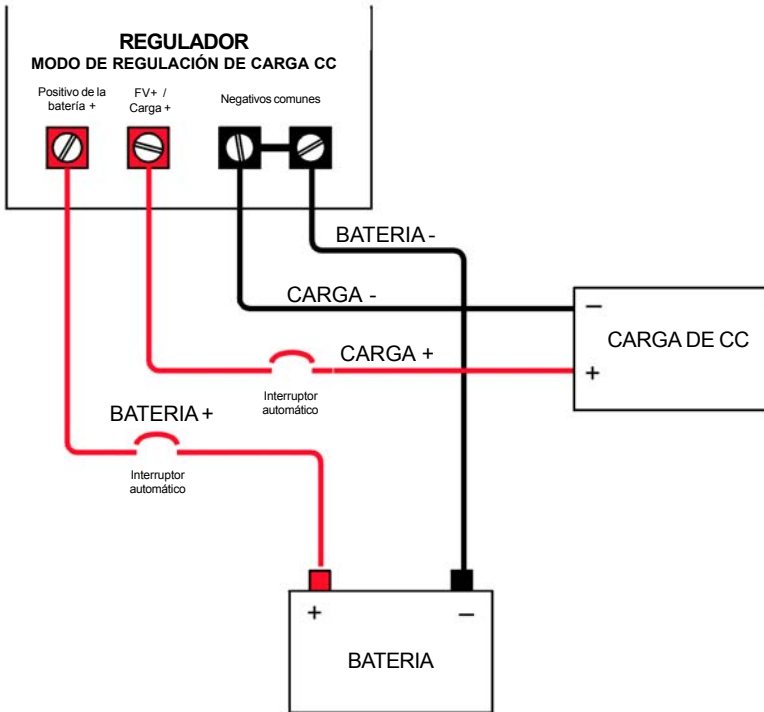 REGULADOR
MODO DE REGULACIÓN DE CARGA CC
Positivo de la
batería +
FV+ /
Carga +
Negativos comunes
BATERIA -
CARGA -
−
CARGA DE CC
CARGA +
+
Interruptor
automático
BATERIA +
Interruptor
automático
+
−
BATERIA